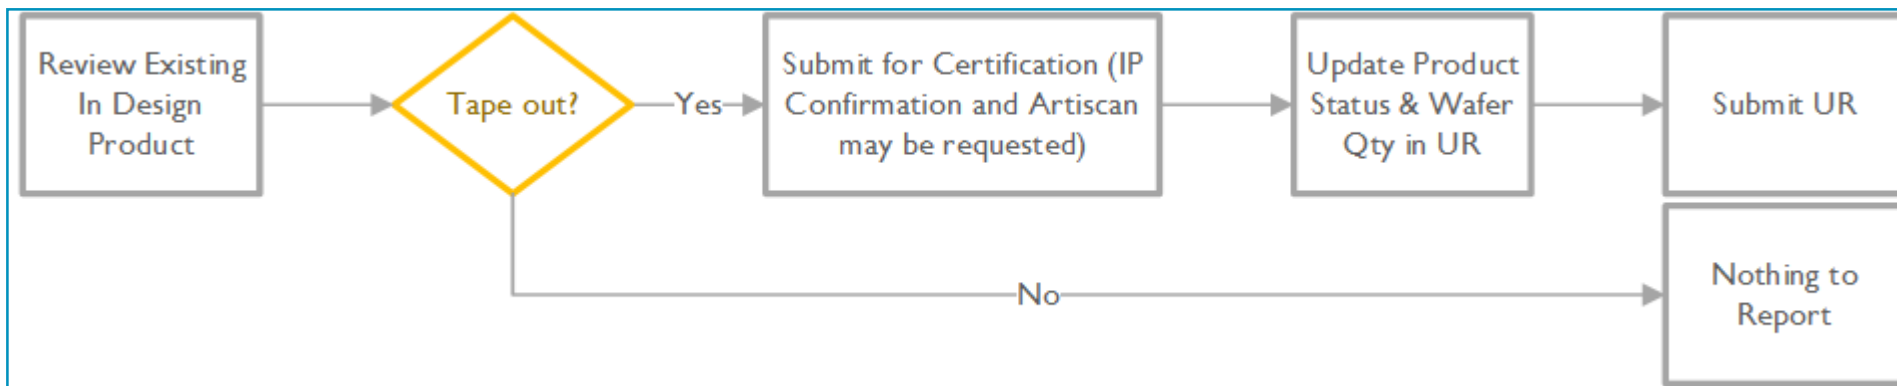 Review Existing
In Design
Product
Tape out?
Yes
Submit for Certification (IP
Confirmation and Artiscan
may be requested)
Update Product
Status & Wafer
Qty in UR
Submit UR
No
Nothing to
Report